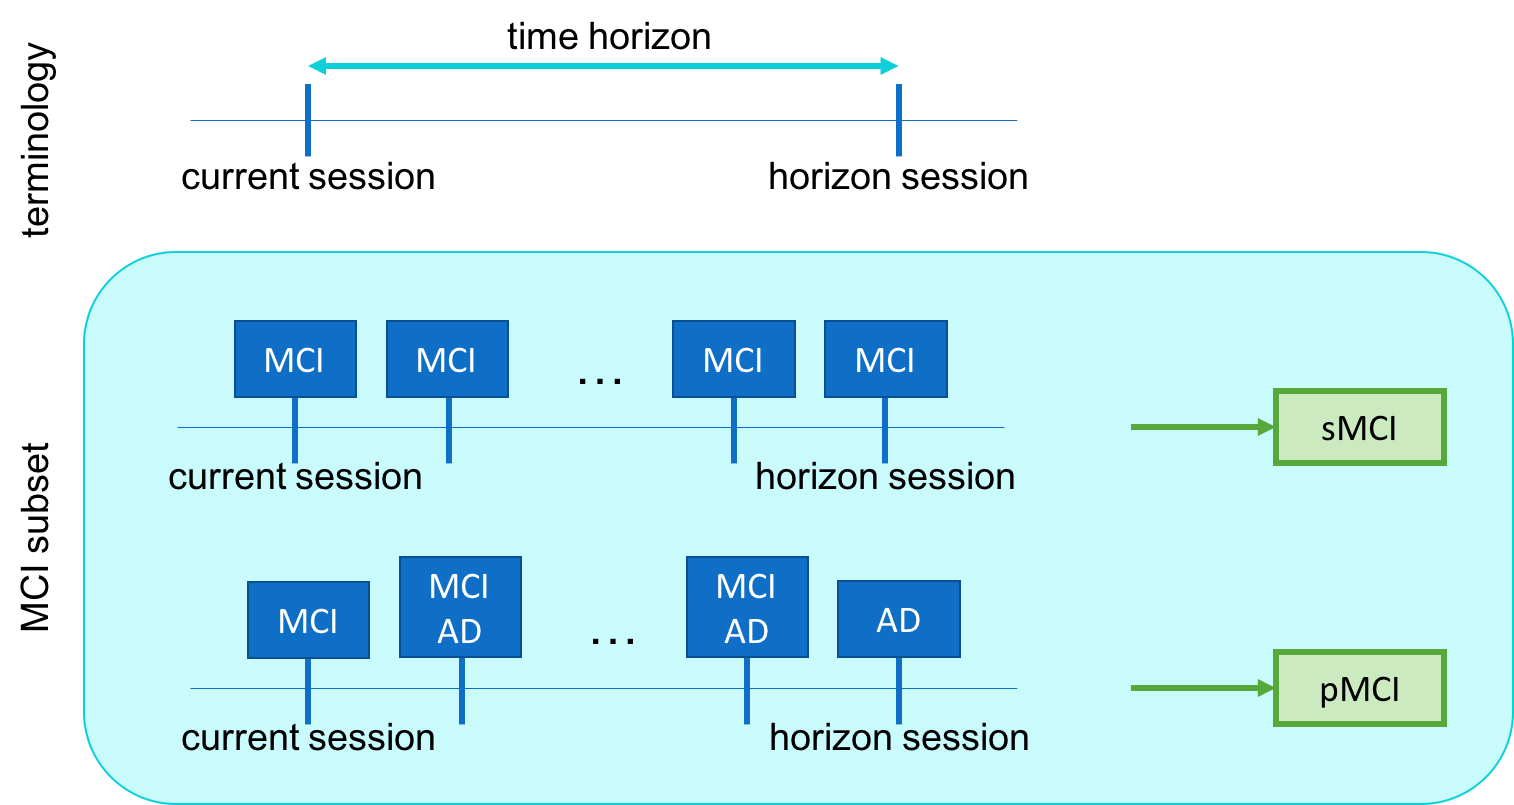 terminology
time horizon
current session
horizon session
MCI subset
MCI
MCI
...
MCI
MCI
current session
horizon session
sMCI
MCI
MCI
AD
...
MCI
AD
AD
current session
horizon session
pMCI